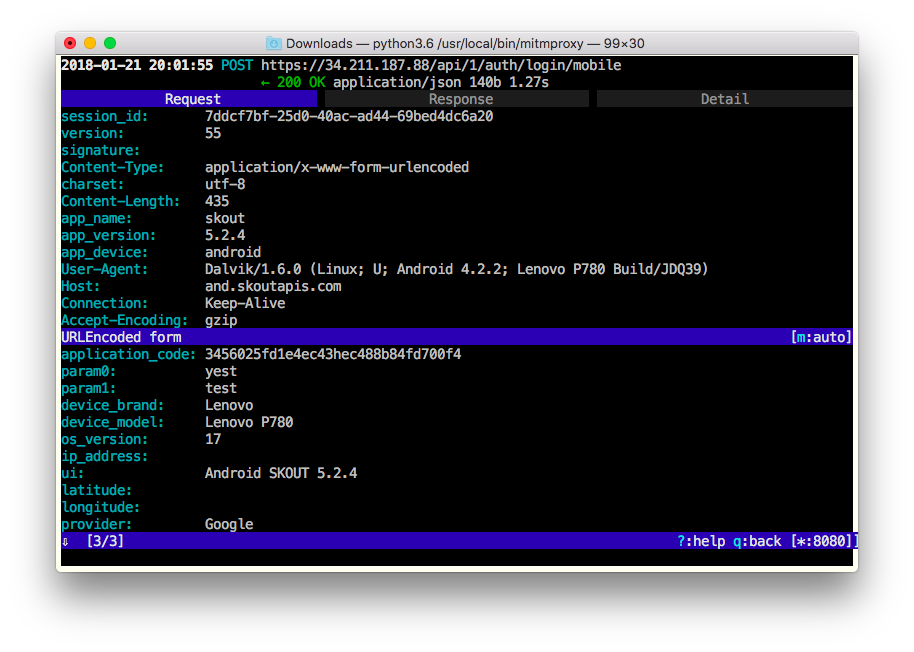 Downloads — python3.6 /usr/local/bin/mitmproxy — 99×30
2018-01-21 20:01:55 POST https://34.211.187.88/api/1/auth/login/mobile
← 200 OK application/json 140b 1.27s
Request Response Detail
session_id: 7ddcf7bf-25d0-40ac-ad44-69bed4dc6a20
version: 55
signature:
Content-Type: application/x-www-form-urlencoded
charset: utf-8
Content-Length: 435
app_name: skout
app_version: 5.2.4
app_device: android
User-Agent: Dalvik/1.6.0 (Linux; U; Android 4.2.2; Lenovo P780 Build/JDQ39)
Host: and.skoutapis.com
Connection: Keep-Alive
Accept-Encoding: gzip
URLEncoded form [m:auto]
application_code: 3456025fd1e4ec43hec488b84fd700f4
param0: yest
param1: test
device_brand: Lenovo
device_model: Lenovo P780
os_version: 17
ip_address:
ui: Android SKOUT 5.2.4
latitude:
longitude:
provider: Google
⇩ [3/3] ?:help q:back [*:8080]]